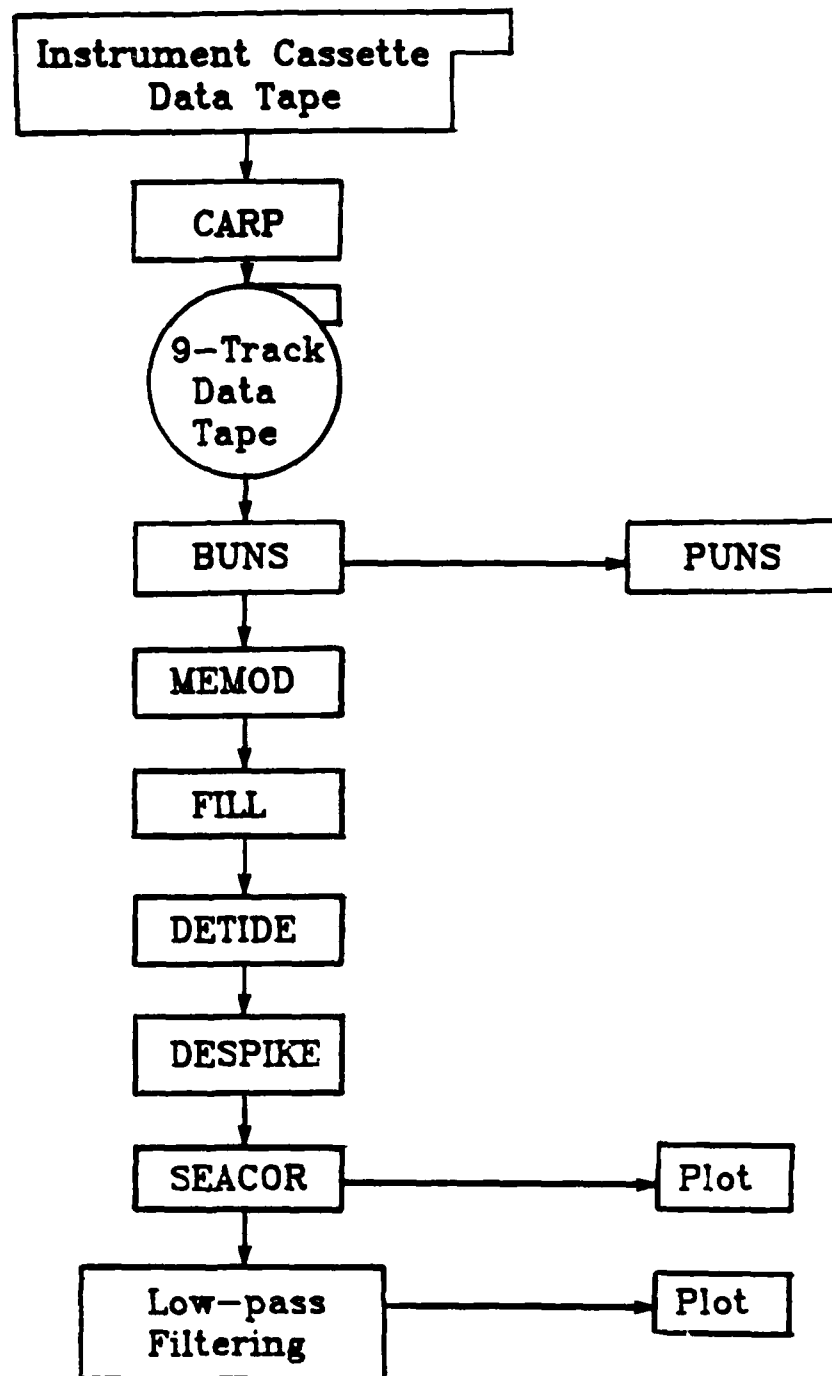 Instrument Cassette
Data Tape
CARP
9-Track
Data
Tape
BUNS
PUNS
MEMOD
FILL
DETIDE
DESPIKE
SEACOR
Plot
Low-pass
Filtering
Plot